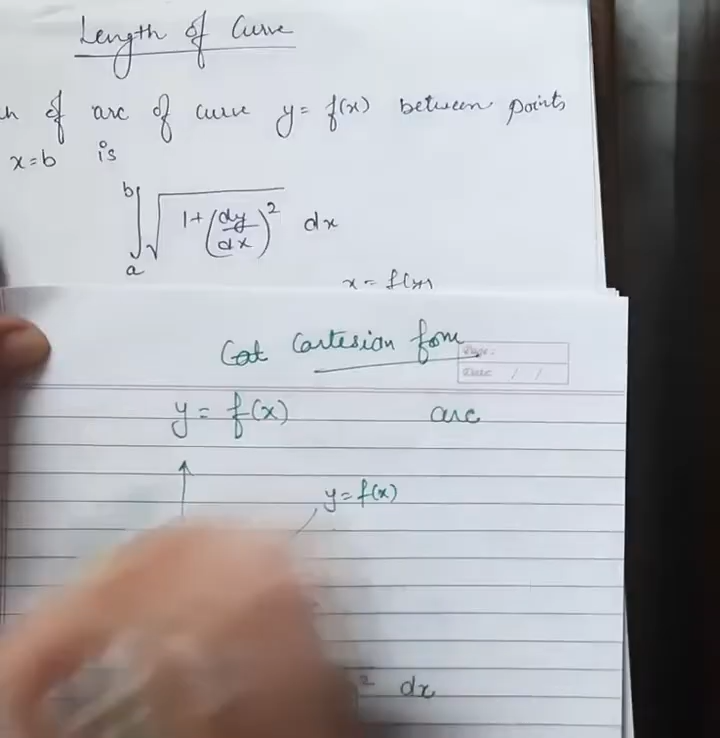 Length of Curve
of arc of curve y = f(x) between points
x=b is
b
∫ √(1+(dy/dx)²) dx
a
x = f(x)
Cartesian form
Page:
Date: / /
y = f(x) arc
y=f(x)
2 dx